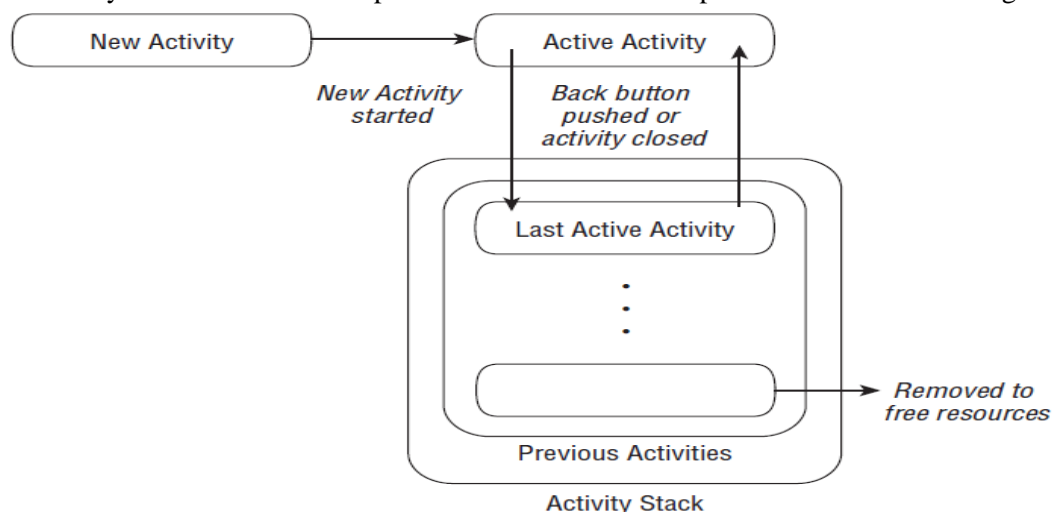 New Activity
Active Activity
New Activity
started
Back button
pushed or
activity closed
Last Active Activity
Removed to
free resources
Previous Activities
Activity Stack